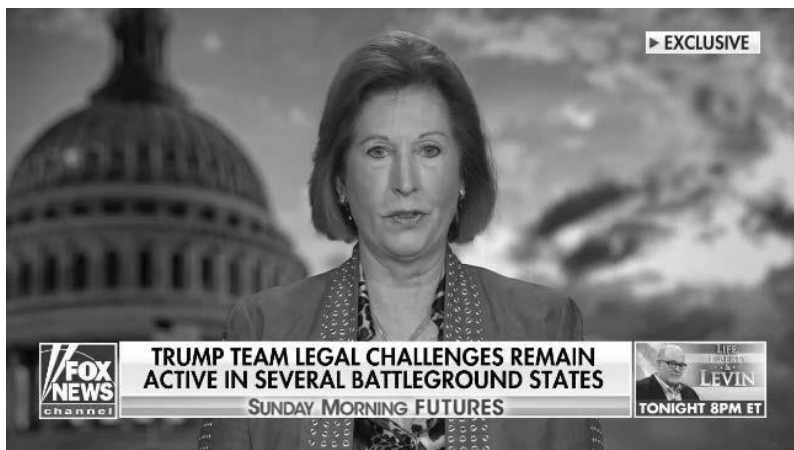 ▶ EXCLUSIVE
TRUMP TEAM LEGAL CHALLENGES REMAIN
ACTIVE IN SEVERAL BATTLEGROUND STATES
SUNDAY MORNING FUTURES
FOX
NEWS
channel
LIFE,
LIBERTY
&
LEVIN
TONIGHT 8PM ET